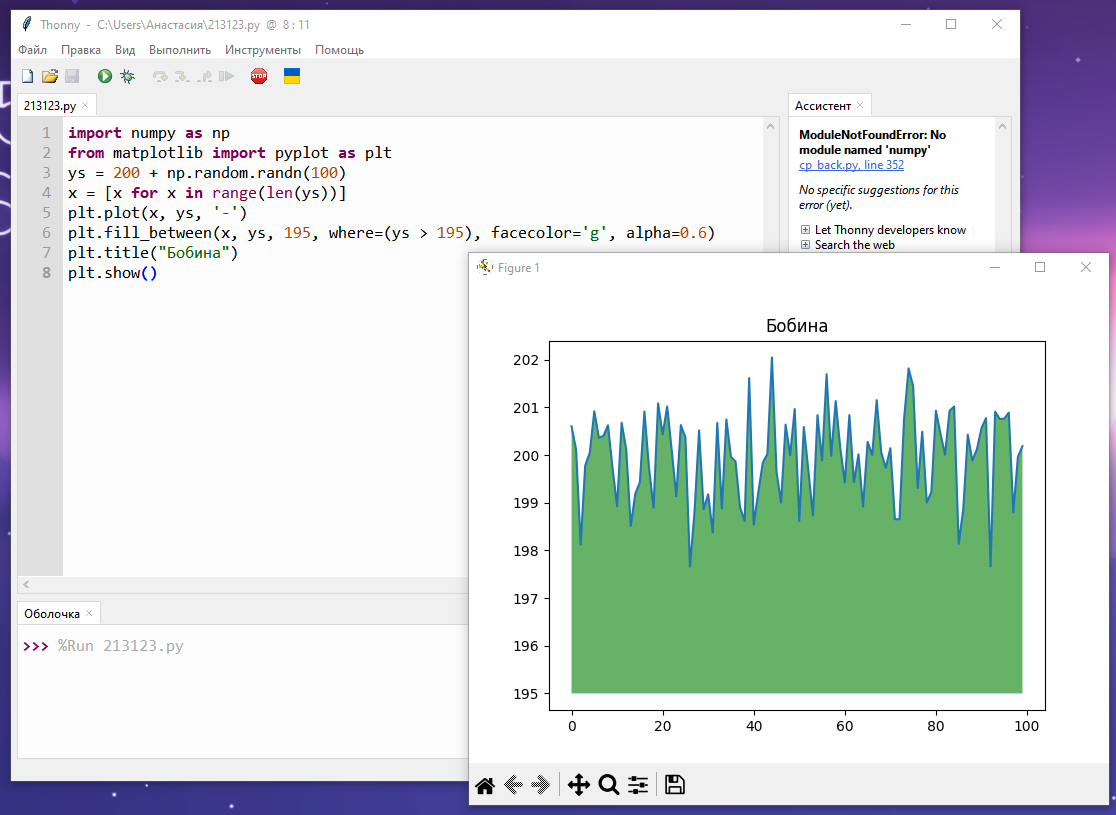 Thonny - C:\Users\Анастасия\213123.py @ 8 : 11
Файл Правка Вид Выполнить Инструменты Помощь
STOP
213123.py
1 import numpy as np
2 from matplotlib import pyplot as plt
3 ys = 200 + np.random.randn(100)
4 x = [x for x in range(len(ys))]
5 plt.plot(x, ys, '-')
6 plt.fill_between(x, ys, 195, where=(ys > 195), facecolor='g', alpha=0.6)
7 plt.title("Бобина")
8 plt.show()
Ассистент
ModuleNotFoundError: No
module named 'numpy'
cp_back.py, line 352
No specific suggestions for this
error (yet).
Let Thonny developers know
Search the web
Оболочка
>>> %Run 213123.py
Figure 1
Бобина
202
201
200
199
198
197
196
195
0 20 40 60 80 100